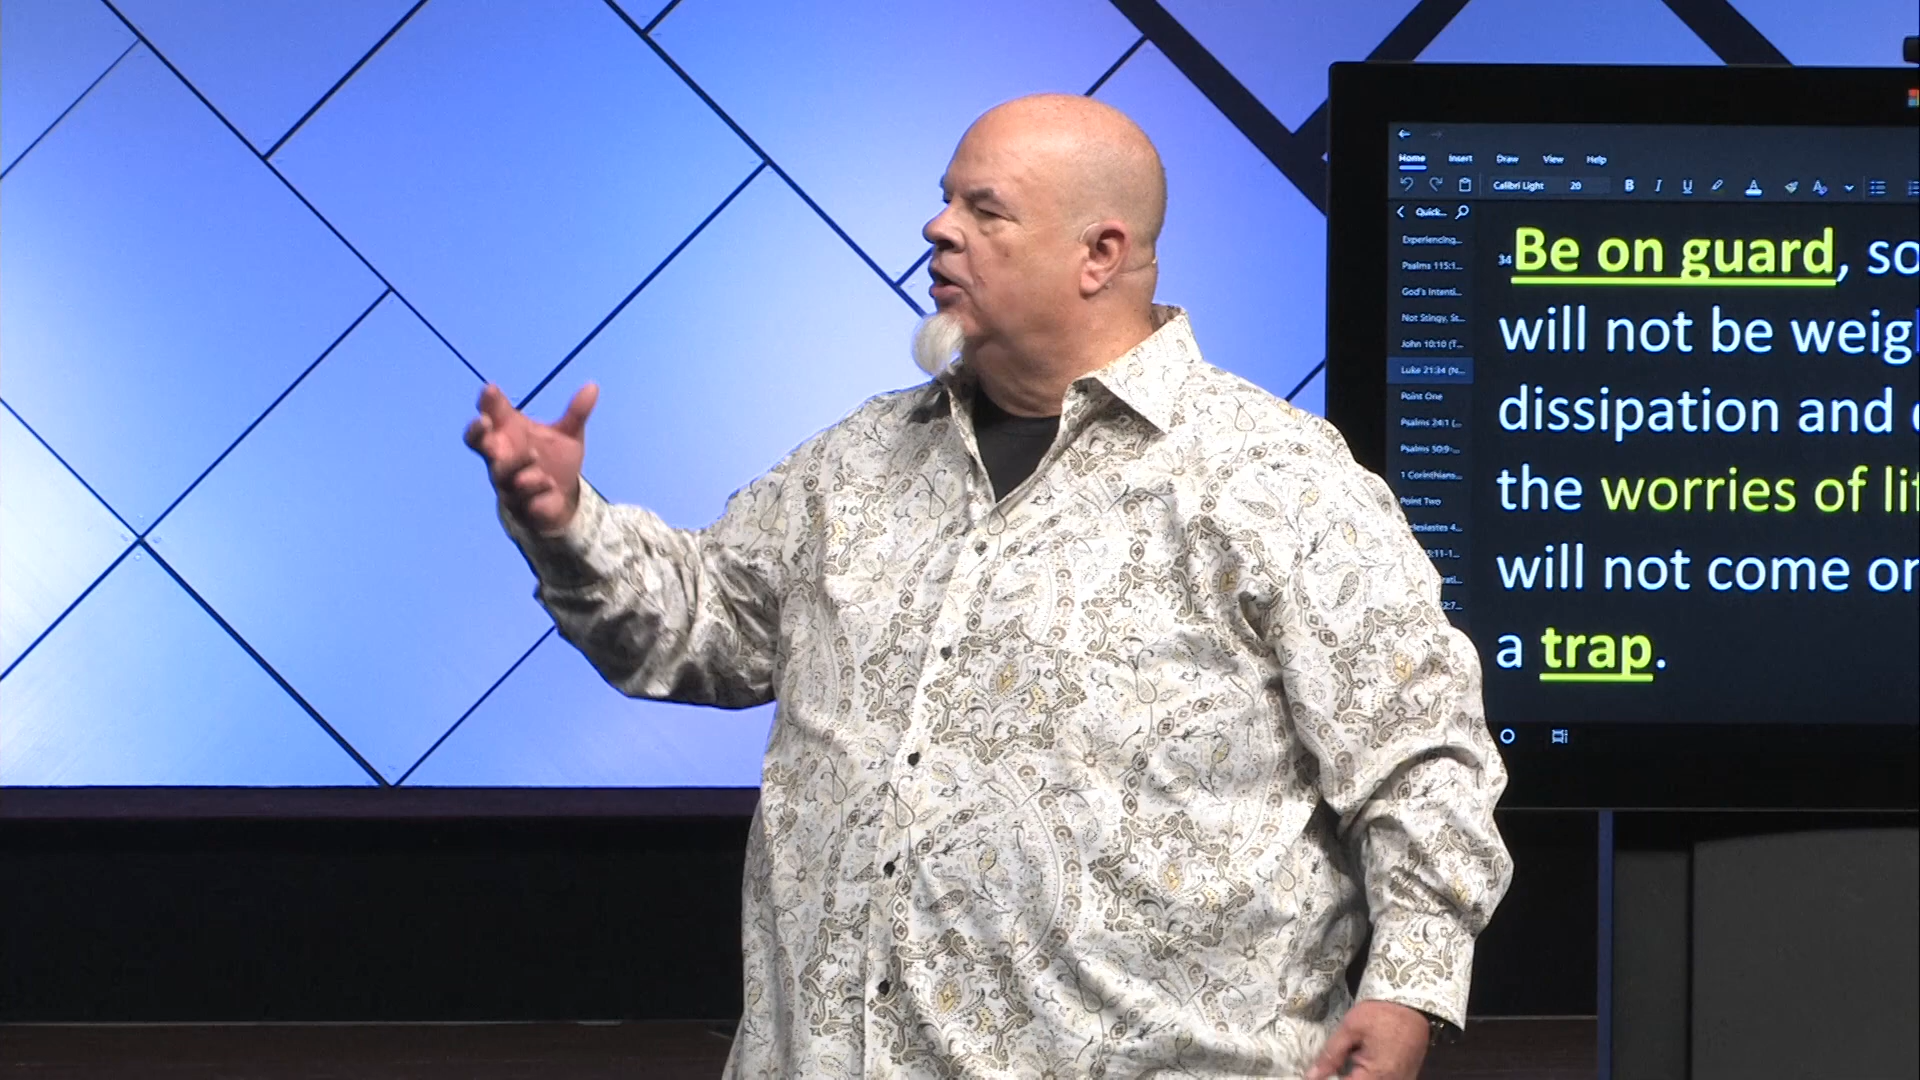 Home Insert Draw View Help
Calibri Light 20 B I U A
Quick...
Experiencing...
Psalms 115:1...
God's Intenti...
Not Stingy, St...
John 10:10 (T...
Luke 21:34 (N...
Point One
Psalms 24:1 (...
Psalms 50:9-...
1 Corinthians...
Point Two
34 Be on guard, so
will not be
dissipation and
the worries of
will not come
a trap.